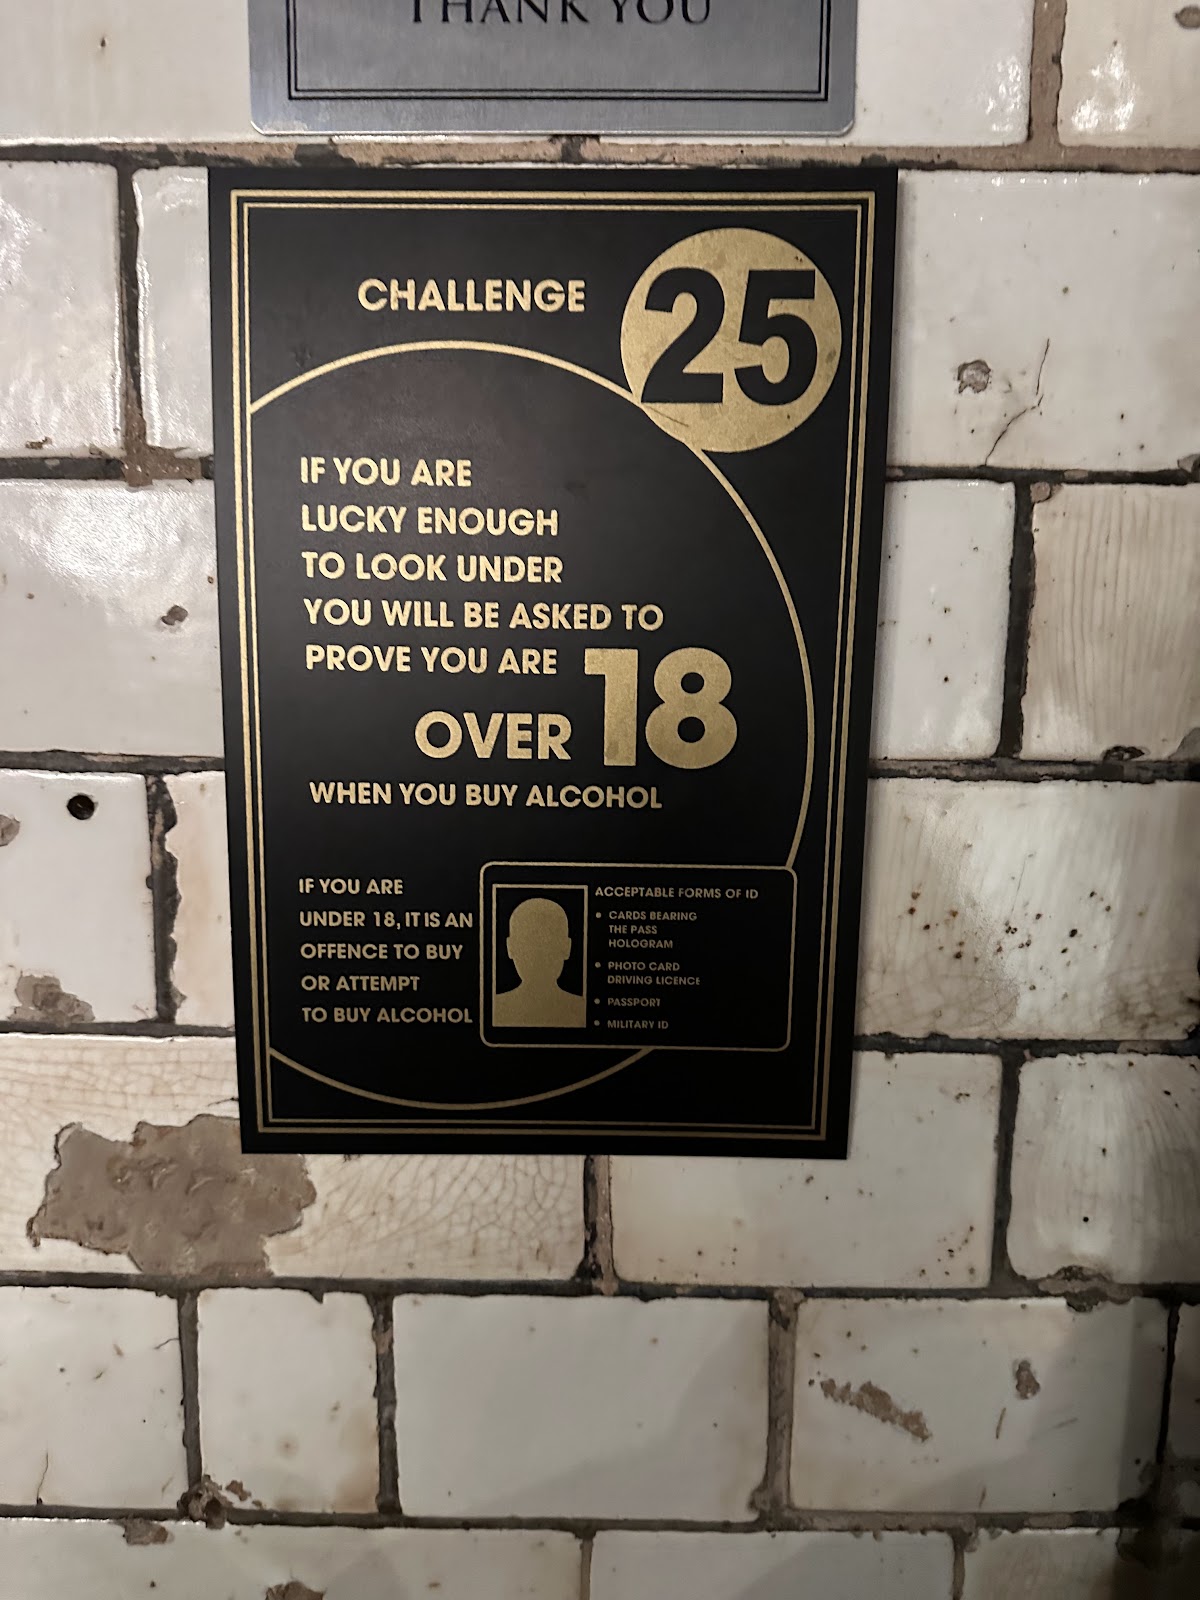 THANK YOU
CHALLENGE 25
IF YOU ARE
LUCKY ENOUGH
TO LOOK UNDER
YOU WILL BE ASKED TO
PROVE YOU ARE
OVER 18
WHEN YOU BUY ALCOHOL
IF YOU ARE
UNDER 18, IT IS AN
OFFENCE TO BUY
OR ATTEMPT
TO BUY ALCOHOL
ACCEPTABLE FORMS OF ID
• CARDS BEARING
THE PASS
HOLOGRAM
• PHOTO CARD
DRIVING LICENCE
• PASSPORT
• MILITARY ID